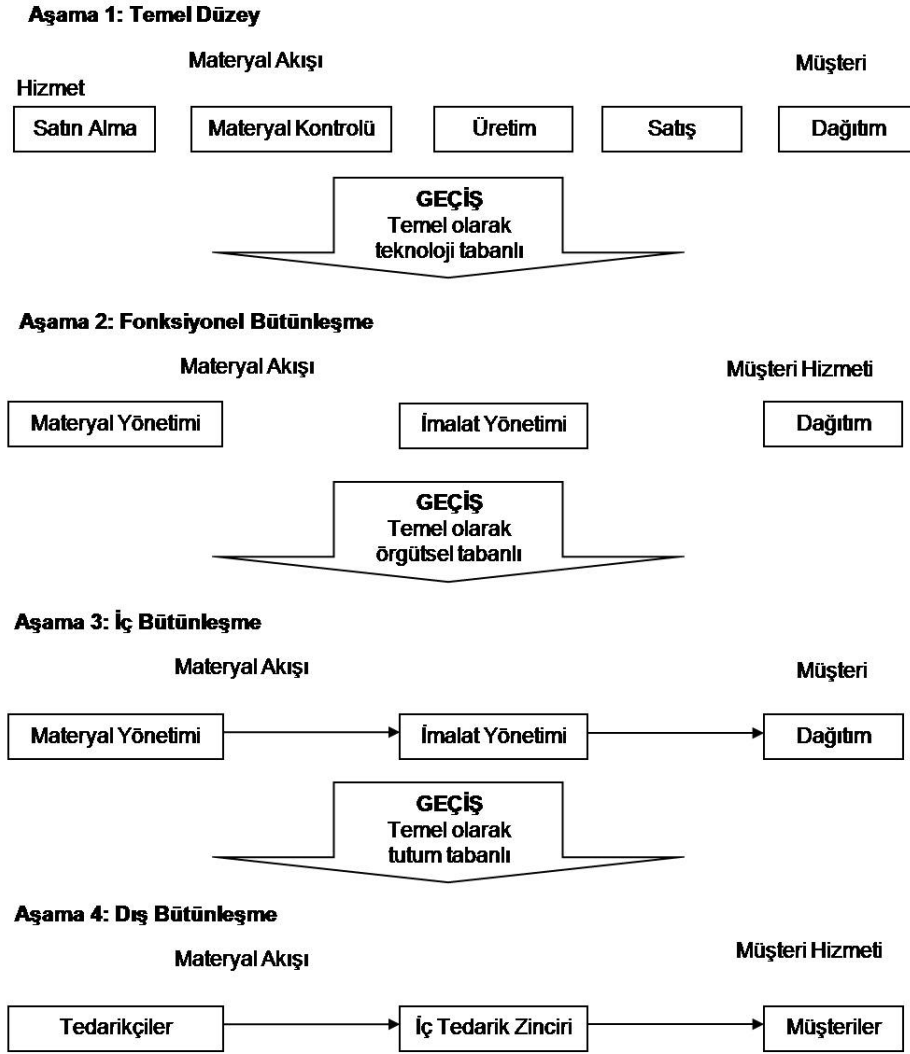 Aşama 1: Temel Düzey
Materyal Akışı
Müşteri
Hizmet
Satın Alma
Materyal Kontrolü
Üretim
Satış
Dağıtım
GEÇİŞ
Temel olarak
teknoloji tabanlı
Aşama 2: Fonksiyonel Bütünleşme
Materyal Akışı
Müşteri Hizmeti
Materyal Yönetimi
İmalat Yönetimi
Dağıtım
GEÇİŞ
Temel olarak
örgütsel tabanlı
Aşama 3: İç Bütünleşme
Materyal Akışı
Müşteri
Materyal Yönetimi
İmalat Yönetimi
Dağıtım
GEÇİŞ
Temel olarak
tutum tabanlı
Aşama 4: Dış Bütünleşme
Materyal Akışı
Müşteri Hizmeti
Tedarikçiler
İç Tedarik Zinciri
Müşteriler